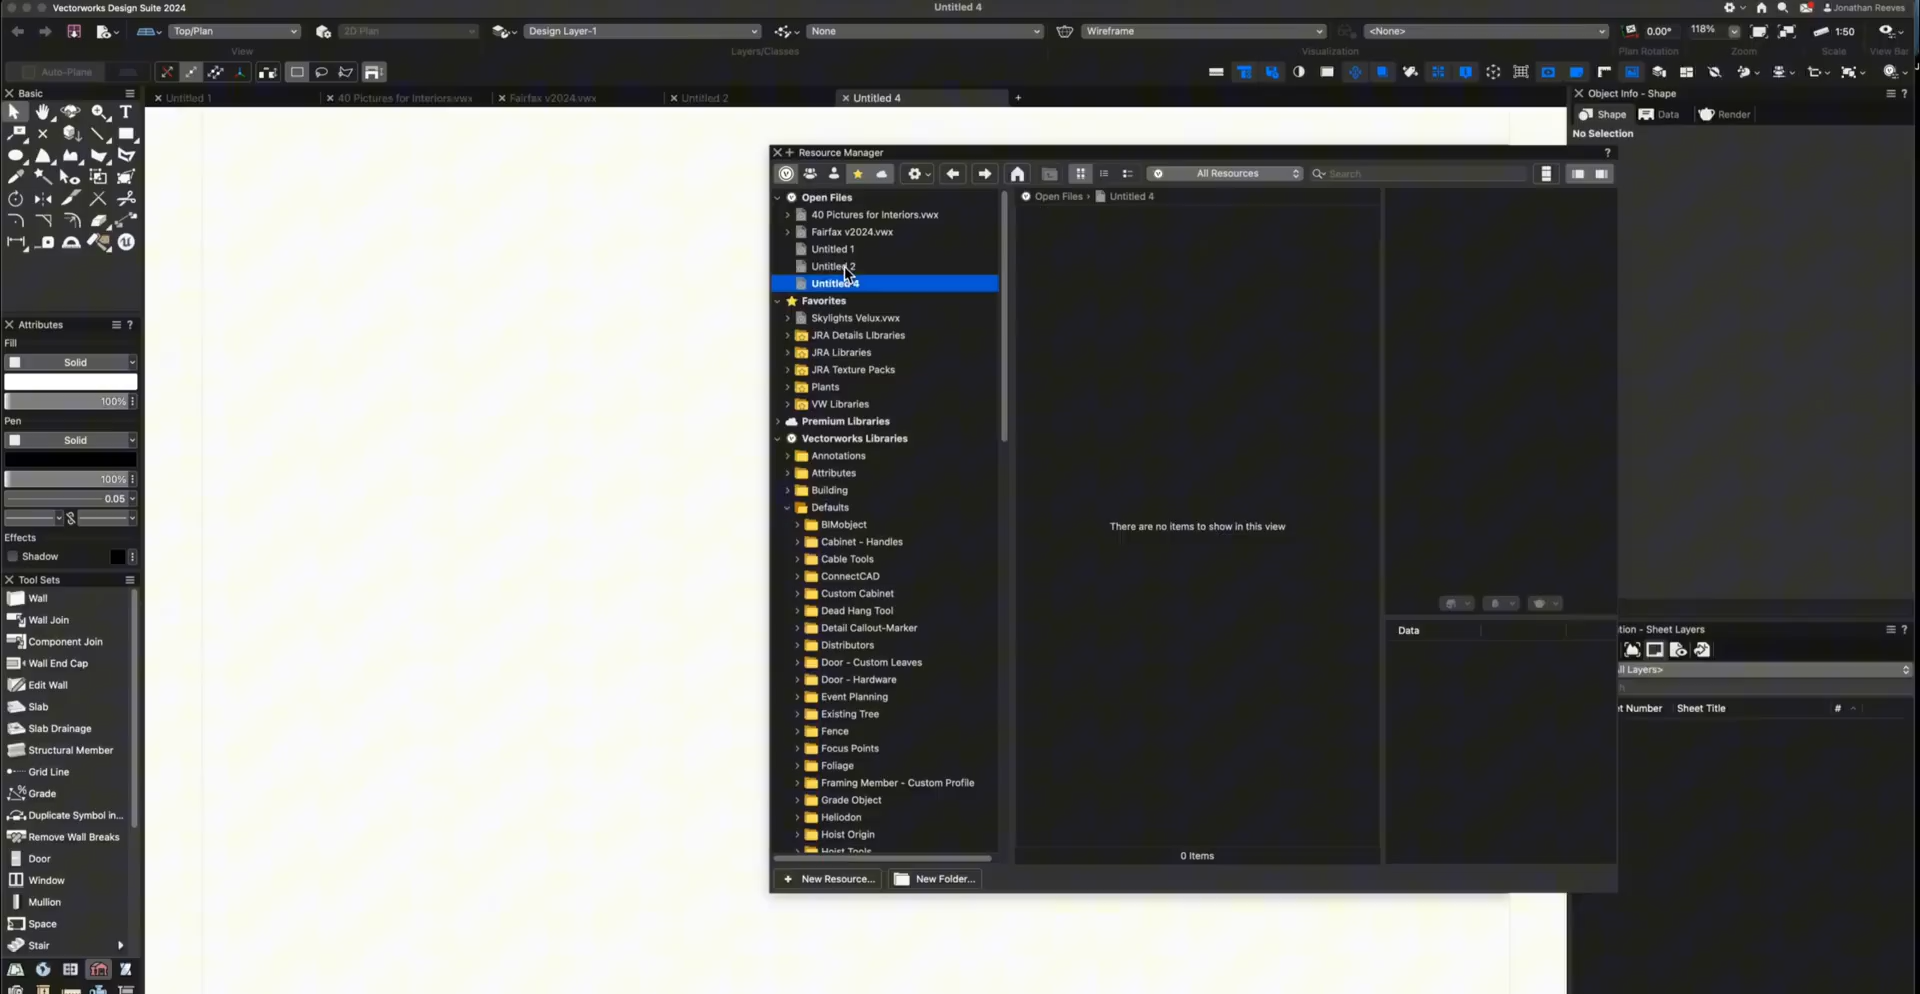 Vectorworks Design Suite 2024
Untitled 4
Jonathan Reeves
Top/Plan
2D Plan
Design Layer-1
None
Wireframe
<None>
0.00°
118%
1:50
View
Layers/Classes
Visualization
Plan Rotation
Zoom
Scale
View Bar
Auto-Plane
Basic
Untitled 1
40 Pictures for Interiors.vwx
Fairfax v2024.vwx
Untitled 2
Untitled 4
Object Info - Shape
Shape
Data
Render
No Selection
Attributes
Fill
Solid
100%
Pen
Solid
100%
0.05
Effects
Shadow
Tool Sets
Wall
Wall Join
Component Join
Wall End Cap
Edit Wall
Slab
Slab Drainage
Structural Member
Grid Line
Grade
Duplicate Symbol in...
Remove Wall Breaks
Door
Window
Mullion
Space
Stair
Resource Manager
All Resources
Search
Open Files
40 Pictures for Interiors.vwx
Fairfax v2024.vwx
Untitled 1
Untitled 2
Untitled 4
Favorites
Skylights Velux.vwx
JRA Details LIbraries
JRA Libraries
JRA Texture Packs
Plants
VW Libraries
Premium Libraries
Vectorworks Libraries
Annotations
Attributes
Building
Defaults
BIMobject
Cabinet - Handles
Cable Tools
ConnectCAD
Custom Cabinet
Dead Hang Tool
Detail Callout-Marker
Distributors
Door - Custom Leaves
Door - Hardware
Event Planning
Existing Tree
Fence
Focus Points
Foliage
Framing Member - Custom Profile
Grade Object
Heliodon
Hoist Origin
Hoist Tools
New Resource...
New Folder...
Open Files › Untitled 4
There are no items to show in this view
0 Items
Data
tion - Sheet Layers
ll Layers>
t Number
Sheet Title
#